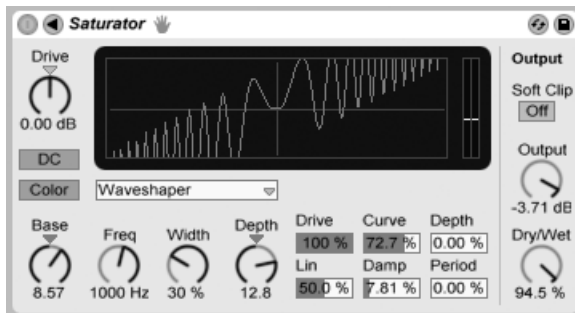 Saturator
Drive
0.00 dB
DC
Color
Waveshaper
Base
8.57
Freq
1000 Hz
Width
30 %
Depth
12.8
Drive
100 %
Curve
72.7 %
Depth
0.00 %
Lin
50.0 %
Damp
7.81 %
Period
0.00 %
Output
Soft Clip
Off
Output
-3.71 dB
Dry/Wet
94.5 %